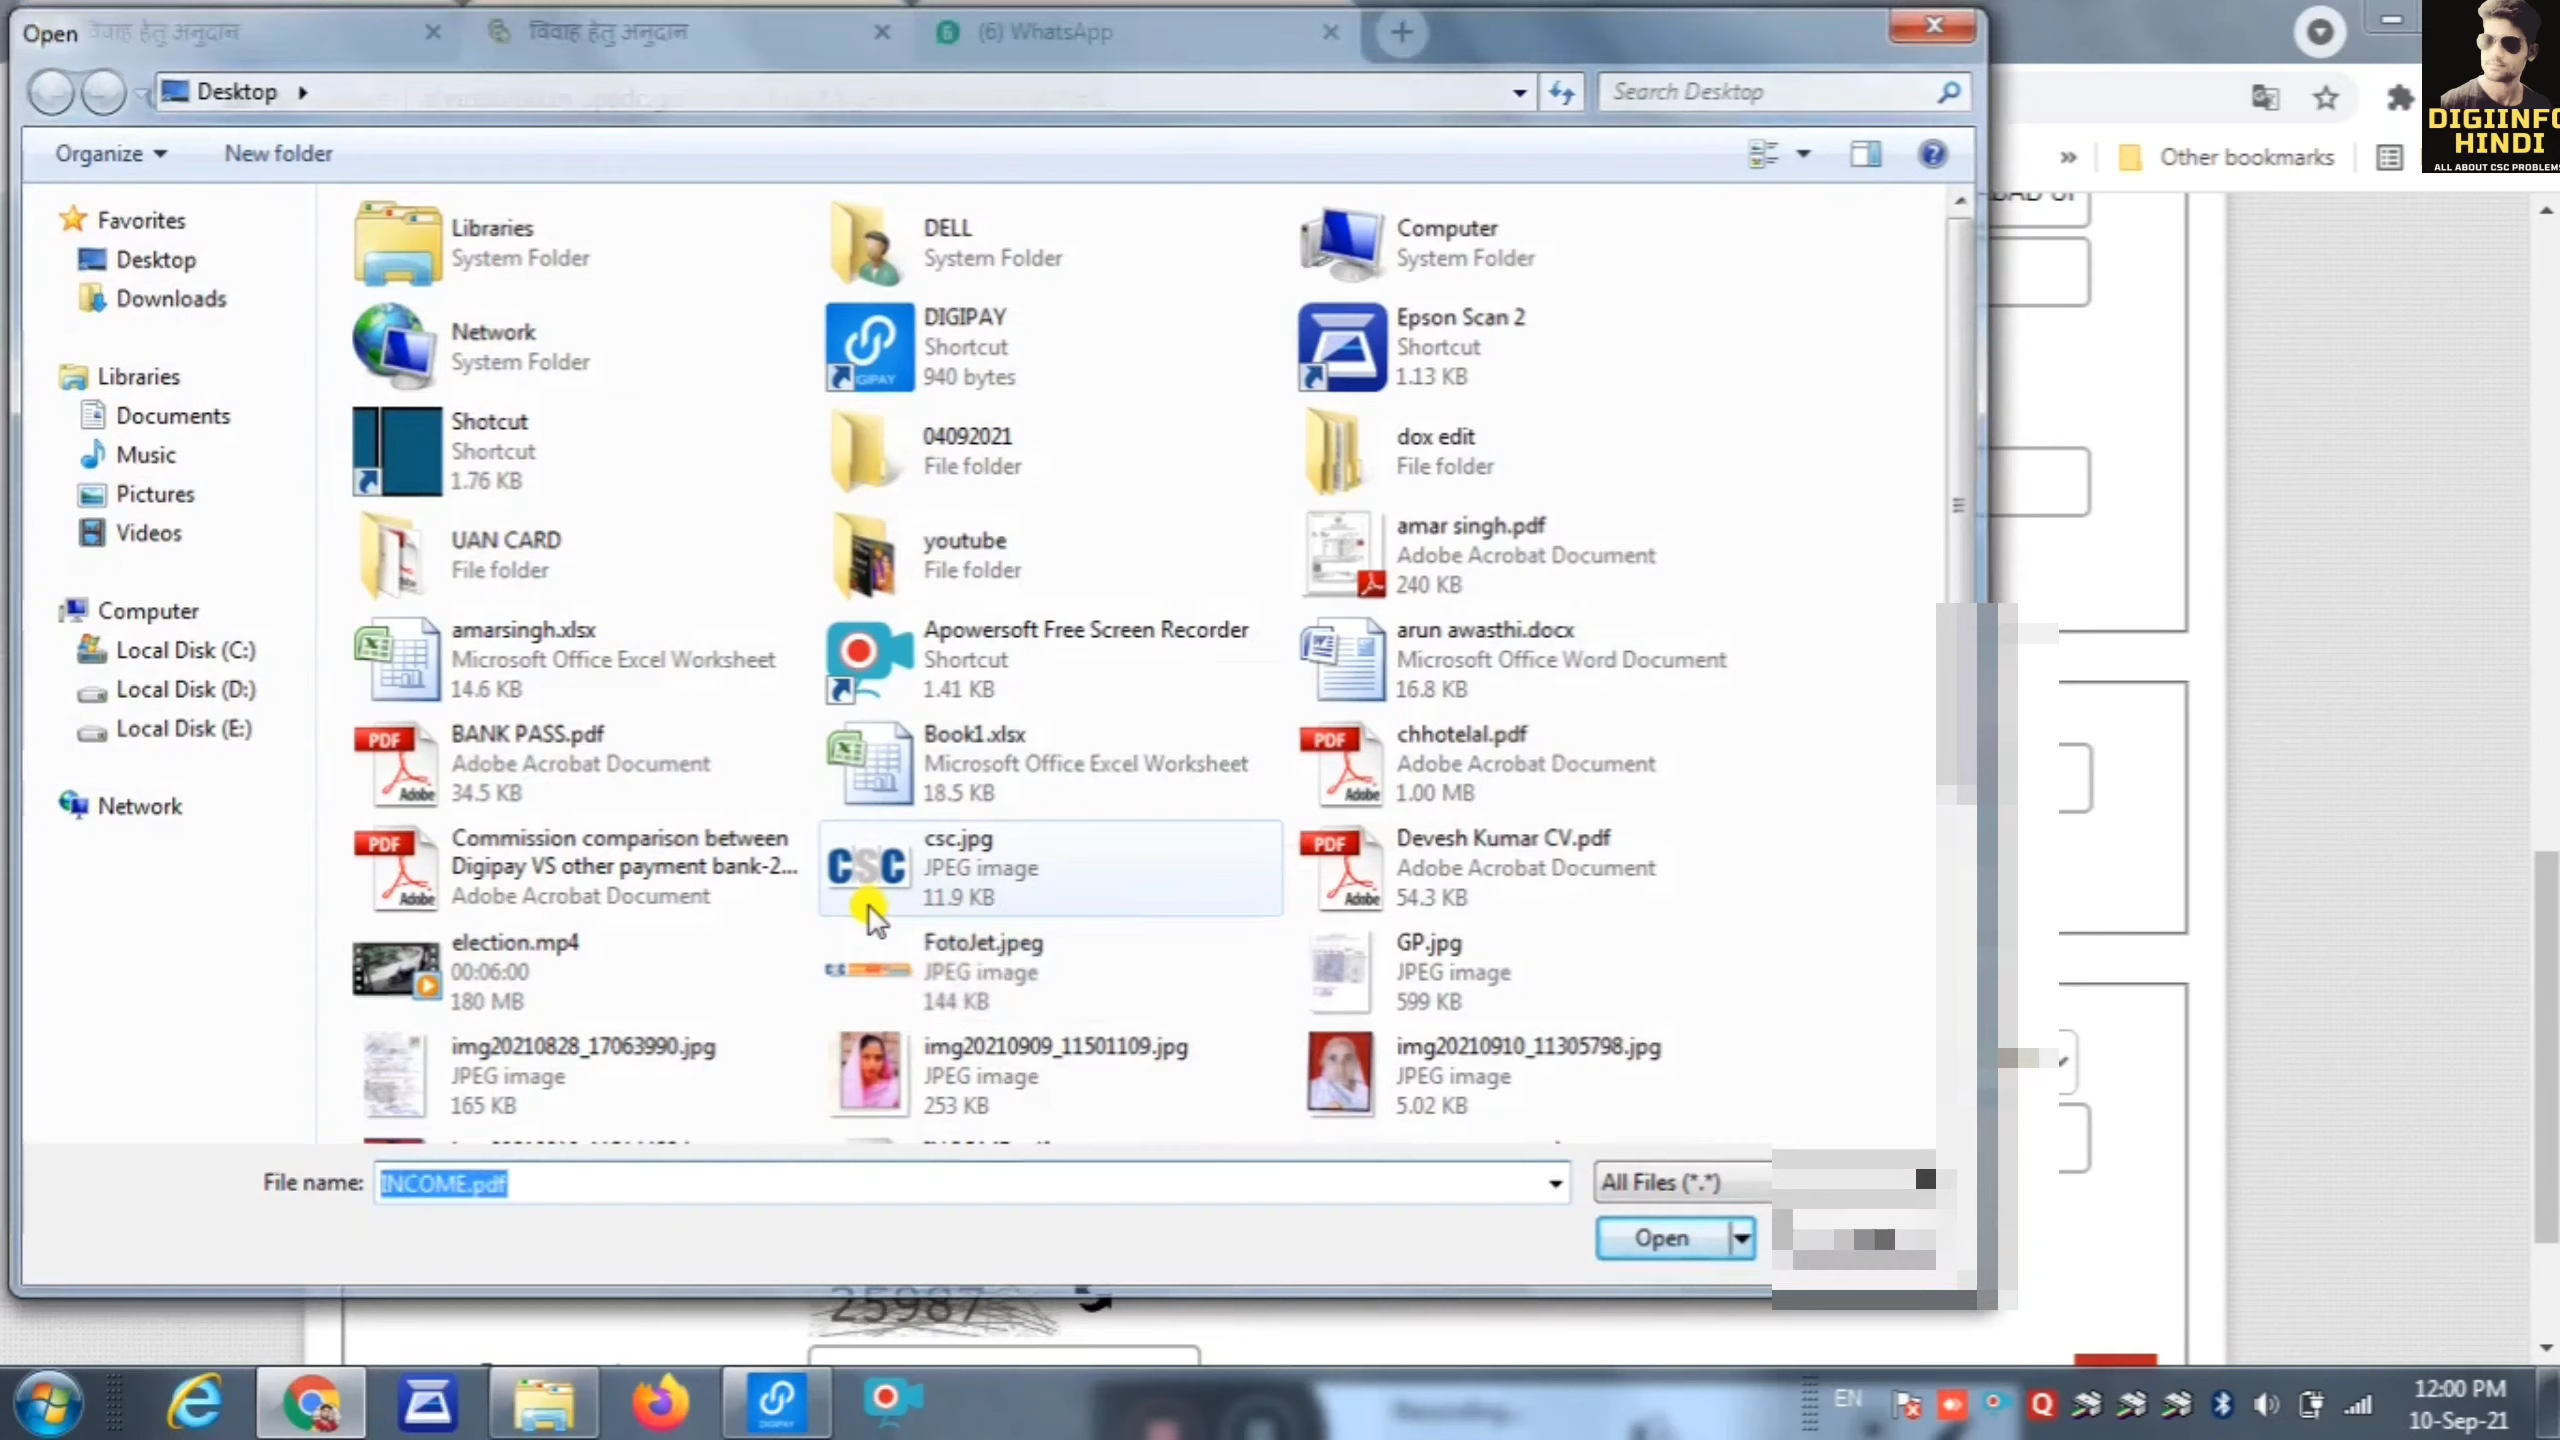 Open
विवाह हेतु अनुदान
विवाह हेतु अनुदान
(6) WhatsApp
Desktop
Search Desktop
Organize
New folder
Other bookmarks
DIGIINFO
HINDI
ALL ABOUT CSC PROBLEMS
Favorites
Desktop
Downloads
Libraries
Documents
Music
Pictures
Videos
Computer
Local Disk (C:)
Local Disk (D:)
Local Disk (E:)
Network
Libraries
System Folder
DELL
System Folder
Computer
System Folder
Network
System Folder
DIGIPAY
Shortcut
940 bytes
Epson Scan 2
Shortcut
1.13 KB
Shotcut
Shortcut
1.76 KB
04092021
File folder
dox edit
File folder
UAN CARD
File folder
youtube
File folder
amar singh.pdf
Adobe Acrobat Document
240 KB
amarsingh.xlsx
Microsoft Office Excel Worksheet
14.6 KB
Apowersoft Free Screen Recorder
Shortcut
1.41 KB
arun awasthi.docx
Microsoft Office Word Document
16.8 KB
PDF
Adobe
BANK PASS.pdf
Adobe Acrobat Document
34.5 KB
Book1.xlsx
Microsoft Office Excel Worksheet
18.5 KB
PDF
Adobe
chhotelal.pdf
Adobe Acrobat Document
1.00 MB
PDF
Adobe
Commission comparison between
Digipay VS other payment bank-2...
Adobe Acrobat Document
CSC
csc.jpg
JPEG image
11.9 KB
PDF
Adobe
Devesh Kumar CV.pdf
Adobe Acrobat Document
54.3 KB
election.mp4
00:06:00
180 MB
FotoJet.jpeg
JPEG image
144 KB
GP.jpg
JPEG image
599 KB
img20210828_17063990.jpg
JPEG image
165 KB
img20210909_11501109.jpg
JPEG image
253 KB
img20210910_11305798.jpg
JPEG image
5.02 KB
File name:
INCOME.pdf
All Files (*.*)
Open
25987
DIGIPAY
EN
12:00 PM
10-Sep-21